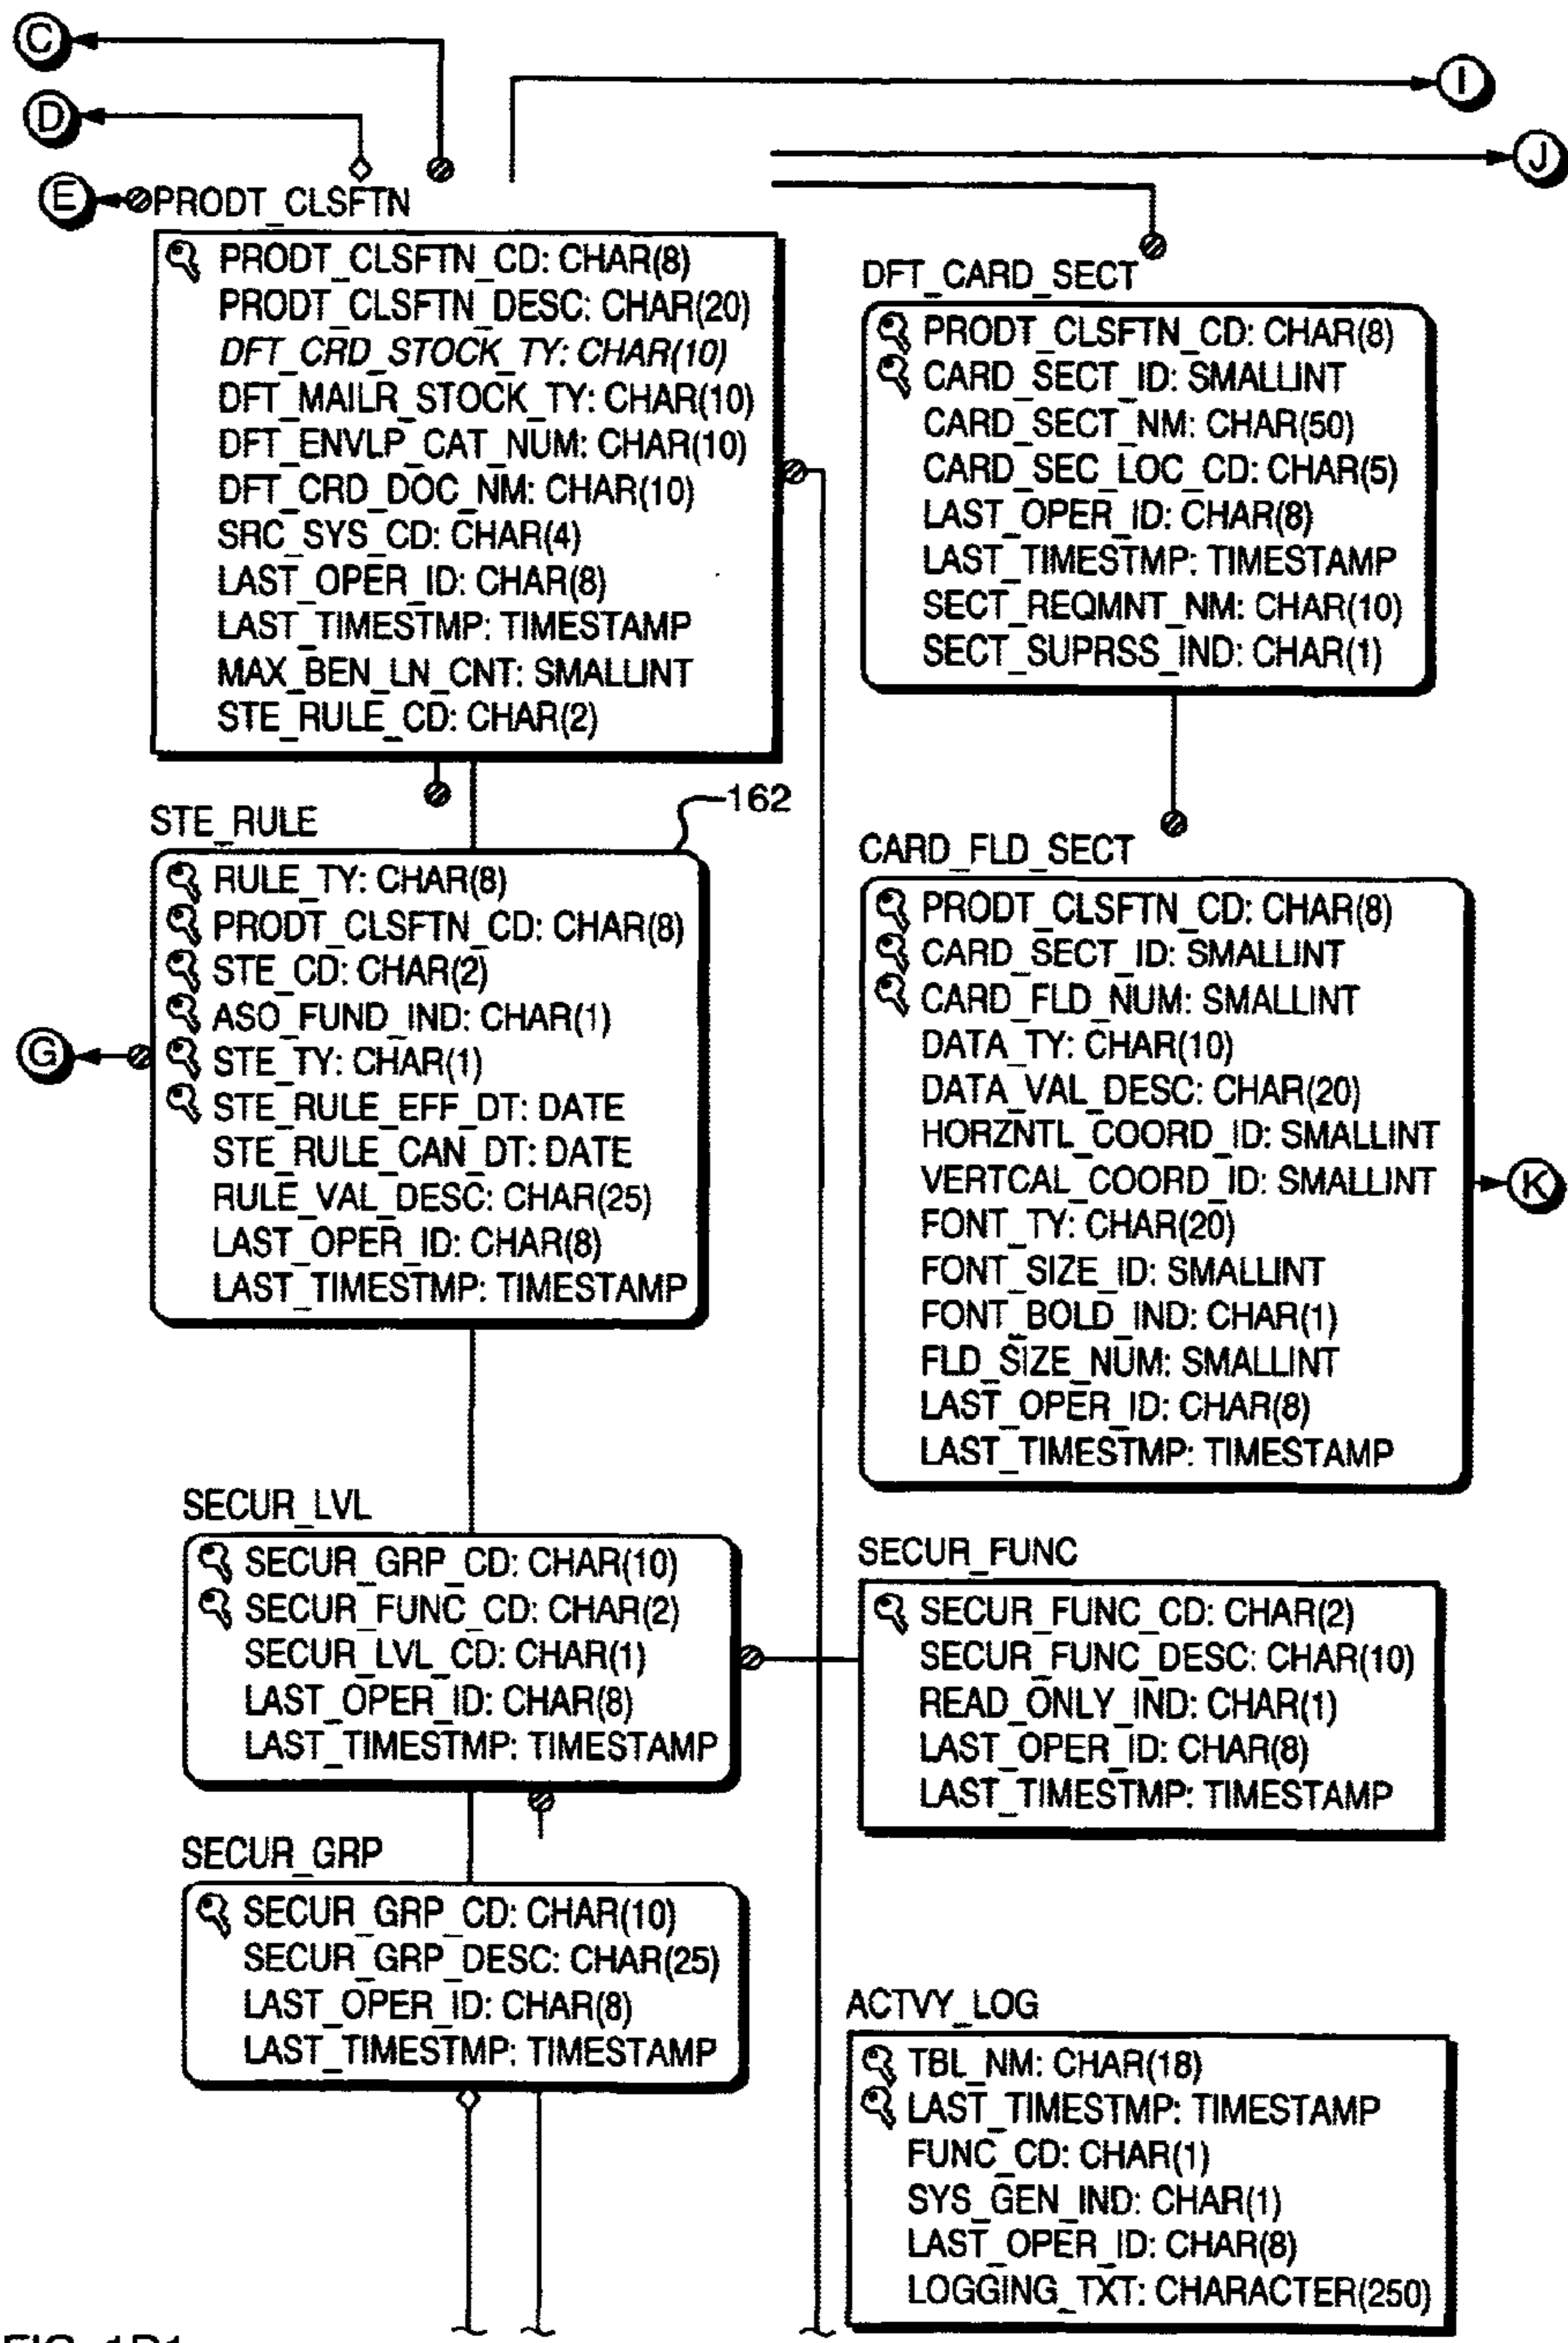 C
I
D
J
E
PRODT_CLSFTN
PRODT_CLSFTN_CD: CHAR(8)
PRODT_CLSFTN_DESC: CHAR(20)
DFT_CRD_STOCK_TY: CHAR(10)
DFT_MAILR_STOCK_TY: CHAR(10)
DFT_ENVLP_CAT_NUM: CHAR(10)
DFT_CRD_DOC_NM: CHAR(10)
SRC_SYS_CD: CHAR(4)
LAST_OPER_ID: CHAR(8)
LAST_TIMESTMP: TIMESTAMP
MAX_BEN_LN_CNT: SMALLINT
STE_RULE_CD: CHAR(2)
DFT_CARD_SECT
PRODT_CLSFTN_CD: CHAR(8)
CARD_SECT_ID: SMALLINT
CARD_SECT_NM: CHAR(50)
CARD_SEC_LOC_CD: CHAR(5)
LAST_OPER_ID: CHAR(8)
LAST_TIMESTMP: TIMESTAMP
SECT_REQMNT_NM: CHAR(10)
SECT_SUPRSS_IND: CHAR(1)
162
STE_RULE
RULE_TY: CHAR(8)
PRODT_CLSFTN_CD: CHAR(8)
STE_CD: CHAR(2)
ASO_FUND_IND: CHAR(1)
STE_TY: CHAR(1)
STE_RULE_EFF_DT: DATE
STE_RULE_CAN_DT: DATE
RULE_VAL_DESC: CHAR(25)
LAST_OPER_ID: CHAR(8)
LAST_TIMESTMP: TIMESTAMP
G
CARD_FLD_SECT
PRODT_CLSFTN_CD: CHAR(8)
CARD_SECT_ID: SMALLINT
CARD_FLD_NUM: SMALLINT
DATA_TY: CHAR(10)
DATA_VAL_DESC: CHAR(20)
HORZNTL_COORD_ID: SMALLINT
VERTCAL_COORD_ID: SMALLINT
FONT_TY: CHAR(20)
FONT_SIZE_ID: SMALLINT
FONT_BOLD_IND: CHAR(1)
FLD_SIZE_NUM: SMALLINT
LAST_OPER_ID: CHAR(8)
LAST_TIMESTMP: TIMESTAMP
K
SECUR_LVL
SECUR_GRP_CD: CHAR(10)
SECUR_FUNC_CD: CHAR(2)
SECUR_LVL_CD: CHAR(1)
LAST_OPER_ID: CHAR(8)
LAST_TIMESTMP: TIMESTAMP
SECUR_FUNC
SECUR_FUNC_CD: CHAR(2)
SECUR_FUNC_DESC: CHAR(10)
READ_ONLY_IND: CHAR(1)
LAST_OPER_ID: CHAR(8)
LAST_TIMESTMP: TIMESTAMP
SECUR_GRP
SECUR_GRP_CD: CHAR(10)
SECUR_GRP_DESC: CHAR(25)
LAST_OPER_ID: CHAR(8)
LAST_TIMESTMP: TIMESTAMP
ACTVY_LOG
TBL_NM: CHAR(18)
LAST_TIMESTMP: TIMESTAMP
FUNC_CD: CHAR(1)
SYS_GEN_IND: CHAR(1)
LAST_OPER_ID: CHAR(8)
LOGGING_TXT: CHARACTER(250)